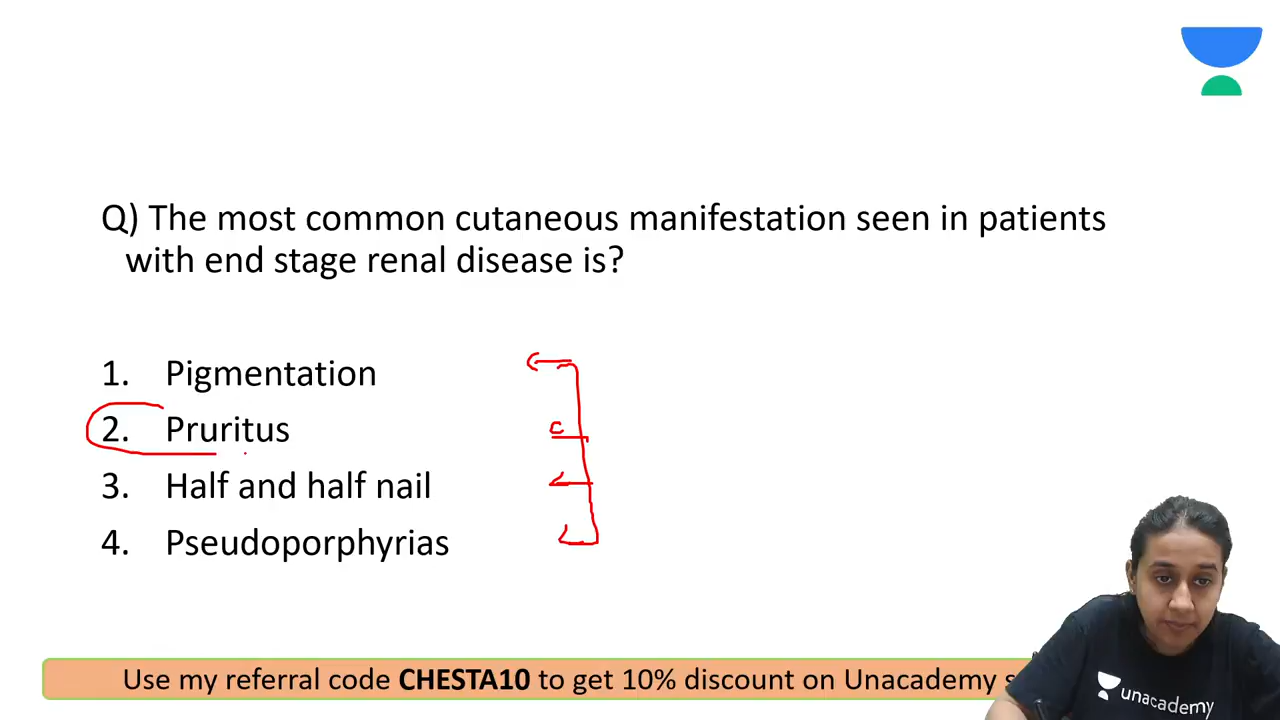 Q) The most common cutaneous manifestation seen in patients
with end stage renal disease is?
1. Pigmentation
2. Pruritus
3. Half and half nail
4. Pseudoporphyrias
Use my referral code CHESTA10 to get 10% discount on Unacademy s
unacademy